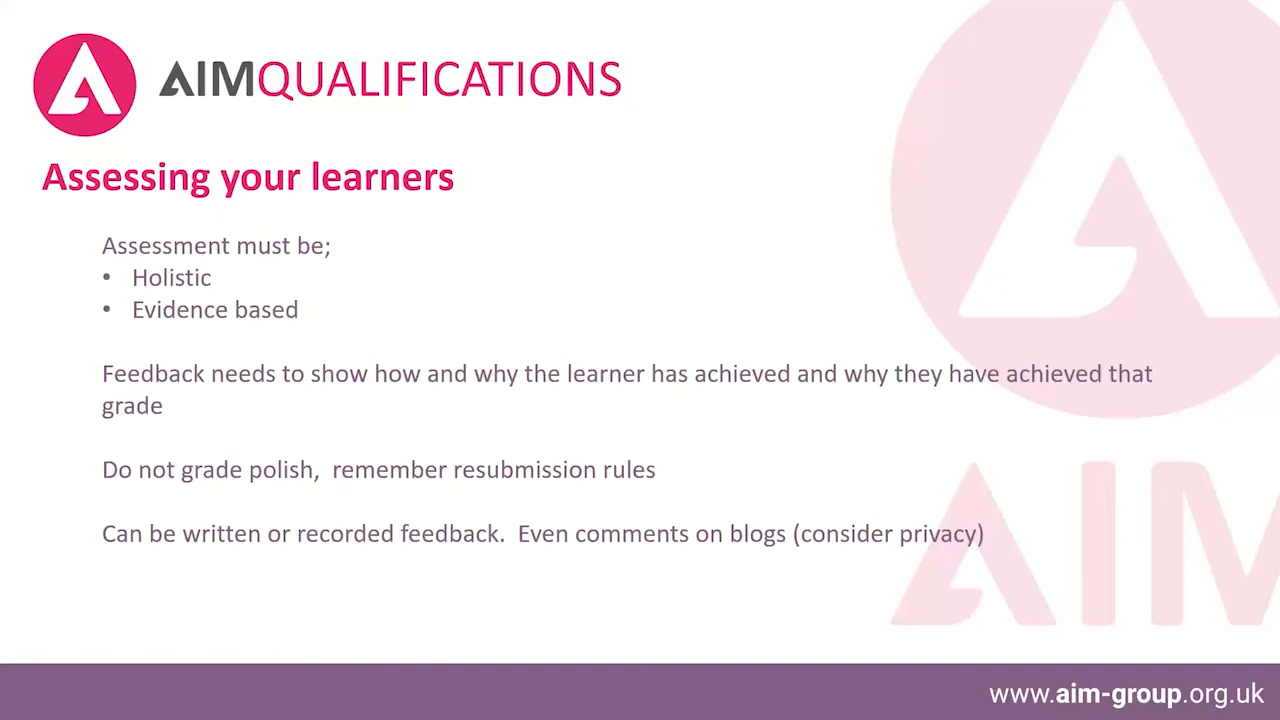 AIMQUALIFICATIONS
Assessing your learners
Assessment must be;
• Holistic
• Evidence based
Feedback needs to show how and why the learner has achieved and why they have achieved that
grade
Do not grade polish,  remember resubmission rules
Can be written or recorded feedback.  Even comments on blogs (consider privacy)
AIM
www.aim-group.org.uk